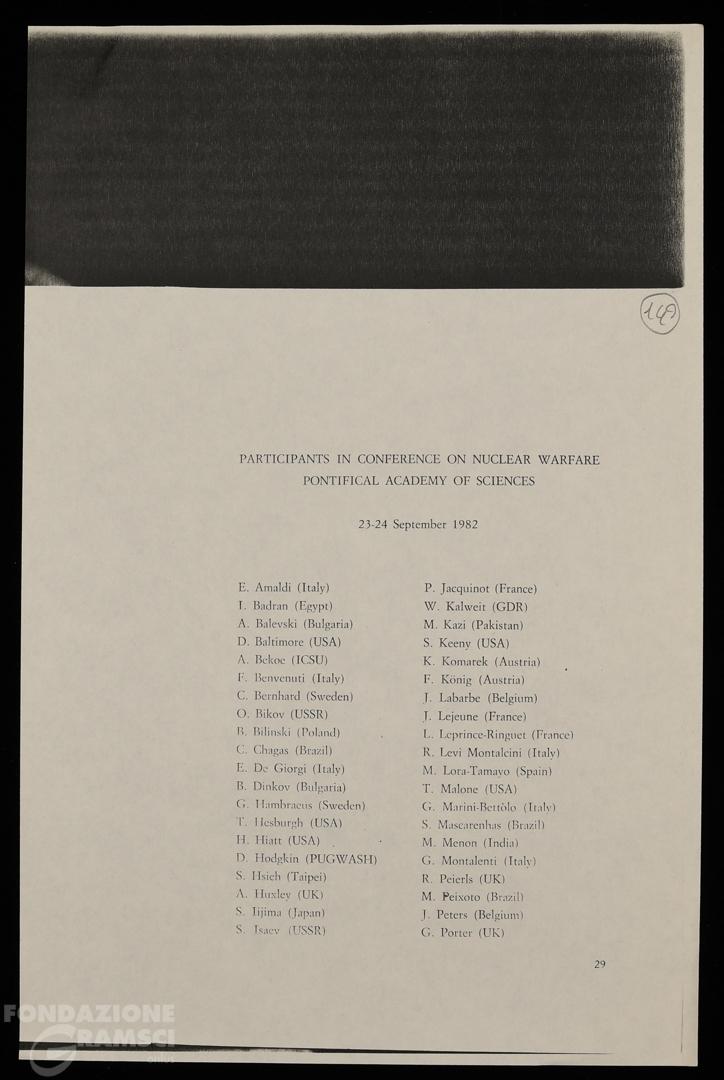 149
PARTICIPANTS IN CONFERENCE ON NUCLEAR WARFARE
PONTIFICAL ACADEMY OF SCIENCES
23-24 September 1982
E. Amaldi (Italy)
I. Badran (Egypt)
A. Balevski (Bulgaria)
D. Baltimore (USA)
A. Bekoe (ICSU)
F. Benvenuti (Italy)
C. Bernhard (Sweden)
O. Bikov (USSR)
B. Bilinski (Poland)
C. Chagas (Brazil)
E. De Giorgi (Italy)
B. Dinkov (Bulgaria)
G. Hambraeus (Sweden)
T. Hesburgh (USA)
H. Hiatt (USA)
D. Hodgkin (PUGWASH)
S. Hsieh (Taipei)
A. Huxley (UK)
S. Iijima (Japan)
S. Isaev (USSR)
P. Jacquinot (France)
W. Kalweit (GDR)
M. Kazi (Pakistan)
S. Keeny (USA)
K. Komarek (Austria)
F. König (Austria)
J. Labarbe (Belgium)
J. Lejeune (France)
L. Leprince-Ringuet (France)
R. Levi Montalcini (Italy)
M. Lora-Tamayo (Spain)
T. Malone (USA)
G. Marini-Bettòlo (Italy)
S. Mascarenhas (Brazil)
M. Menon (India)
G. Montalenti (Italy)
R. Peierls (UK)
M. Peixoto (Brazil)
J. Peters (Belgium)
G. Porter (UK)
29
FONDAZIONE
GRAMSCI
onlus